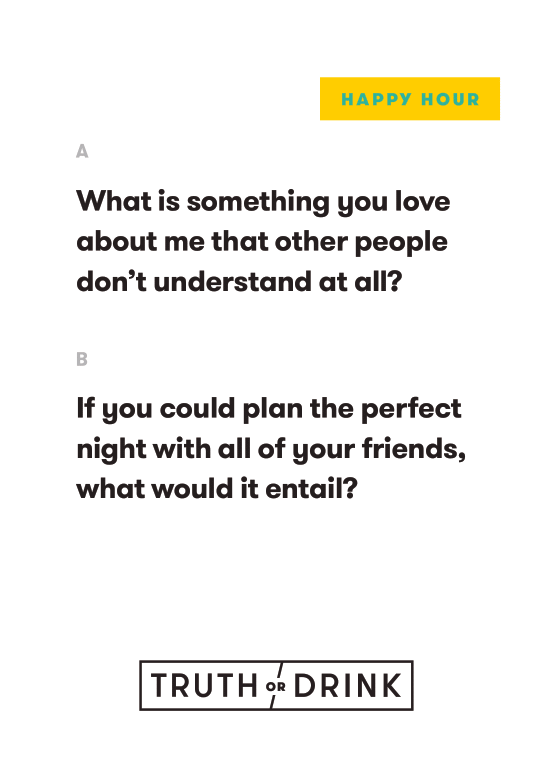 HAPPY HOUR
A
What is something you love
about me that other people
don’t understand at all?
B
If you could plan the perfect
night with all of your friends,
what would it entail?
TRUTH OR DRINK